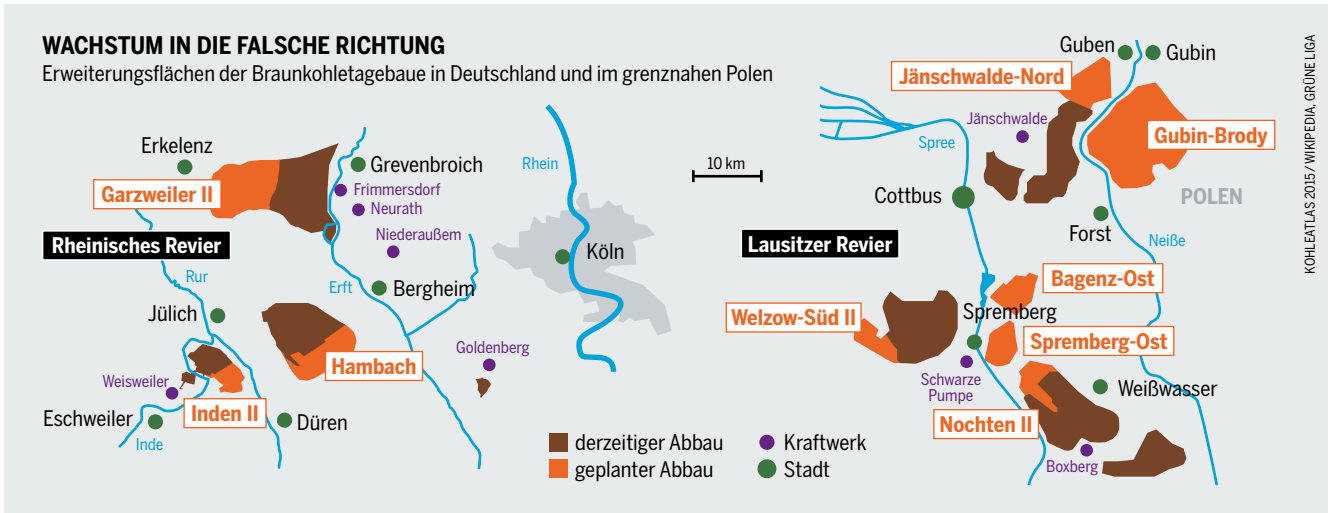 WACHSTUM IN DIE FALSCHE RICHTUNG
Erweiterungsflächen der Braunkohletagebaue in Deutschland und im grenznahen Polen
Erkelenz
Garzweiler II
Grevenbroich
Frimmersdorf
Neurath
Niederaußem
Rheinisches Revier
Rur
Erft
Bergheim
Jülich
Hambach
Weisweiler
Inden II
Eschweiler
Inde
Düren
Goldenberg
Rhein
Köln
10 km
derzeitiger Abbau
geplanter Abbau
Kraftwerk
Stadt
Guben
Gubin
Jänschwalde-Nord
Jänschwalde
Gubin-Brody
Spree
Cottbus
POLEN
Forst
Neiße
Lausitzer Revier
Bagenz-Ost
Welzow-Süd II
Spremberg
Spremberg-Ost
Schwarze
Pumpe
Weißwasser
Nochten II
Boxberg
KOHLEATLAS 2015 / WIKIPEDIA, GRÜNE LIGA